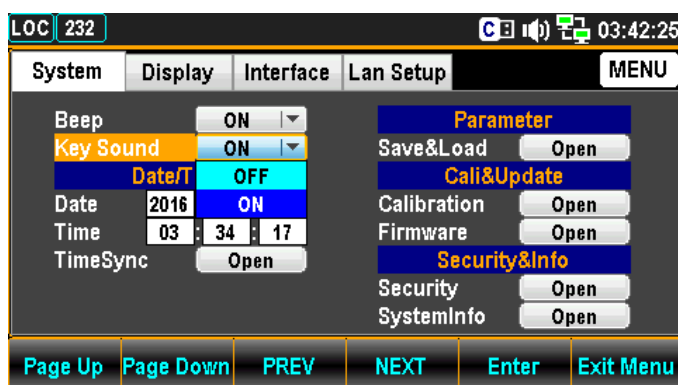 LOC 232 C 03:42:25
System Display Interface Lan Setup MENU
Beep ON
Key Sound ON
OFF
ON
Date/T
Date 2016
Time 03 : 34 : 17
TimeSync Open
Parameter
Save&Load Open
Cali&Update
Calibration Open
Firmware Open
Security&Info
Security Open
SystemInfo Open
Page Up Page Down PREV NEXT Enter Exit Menu